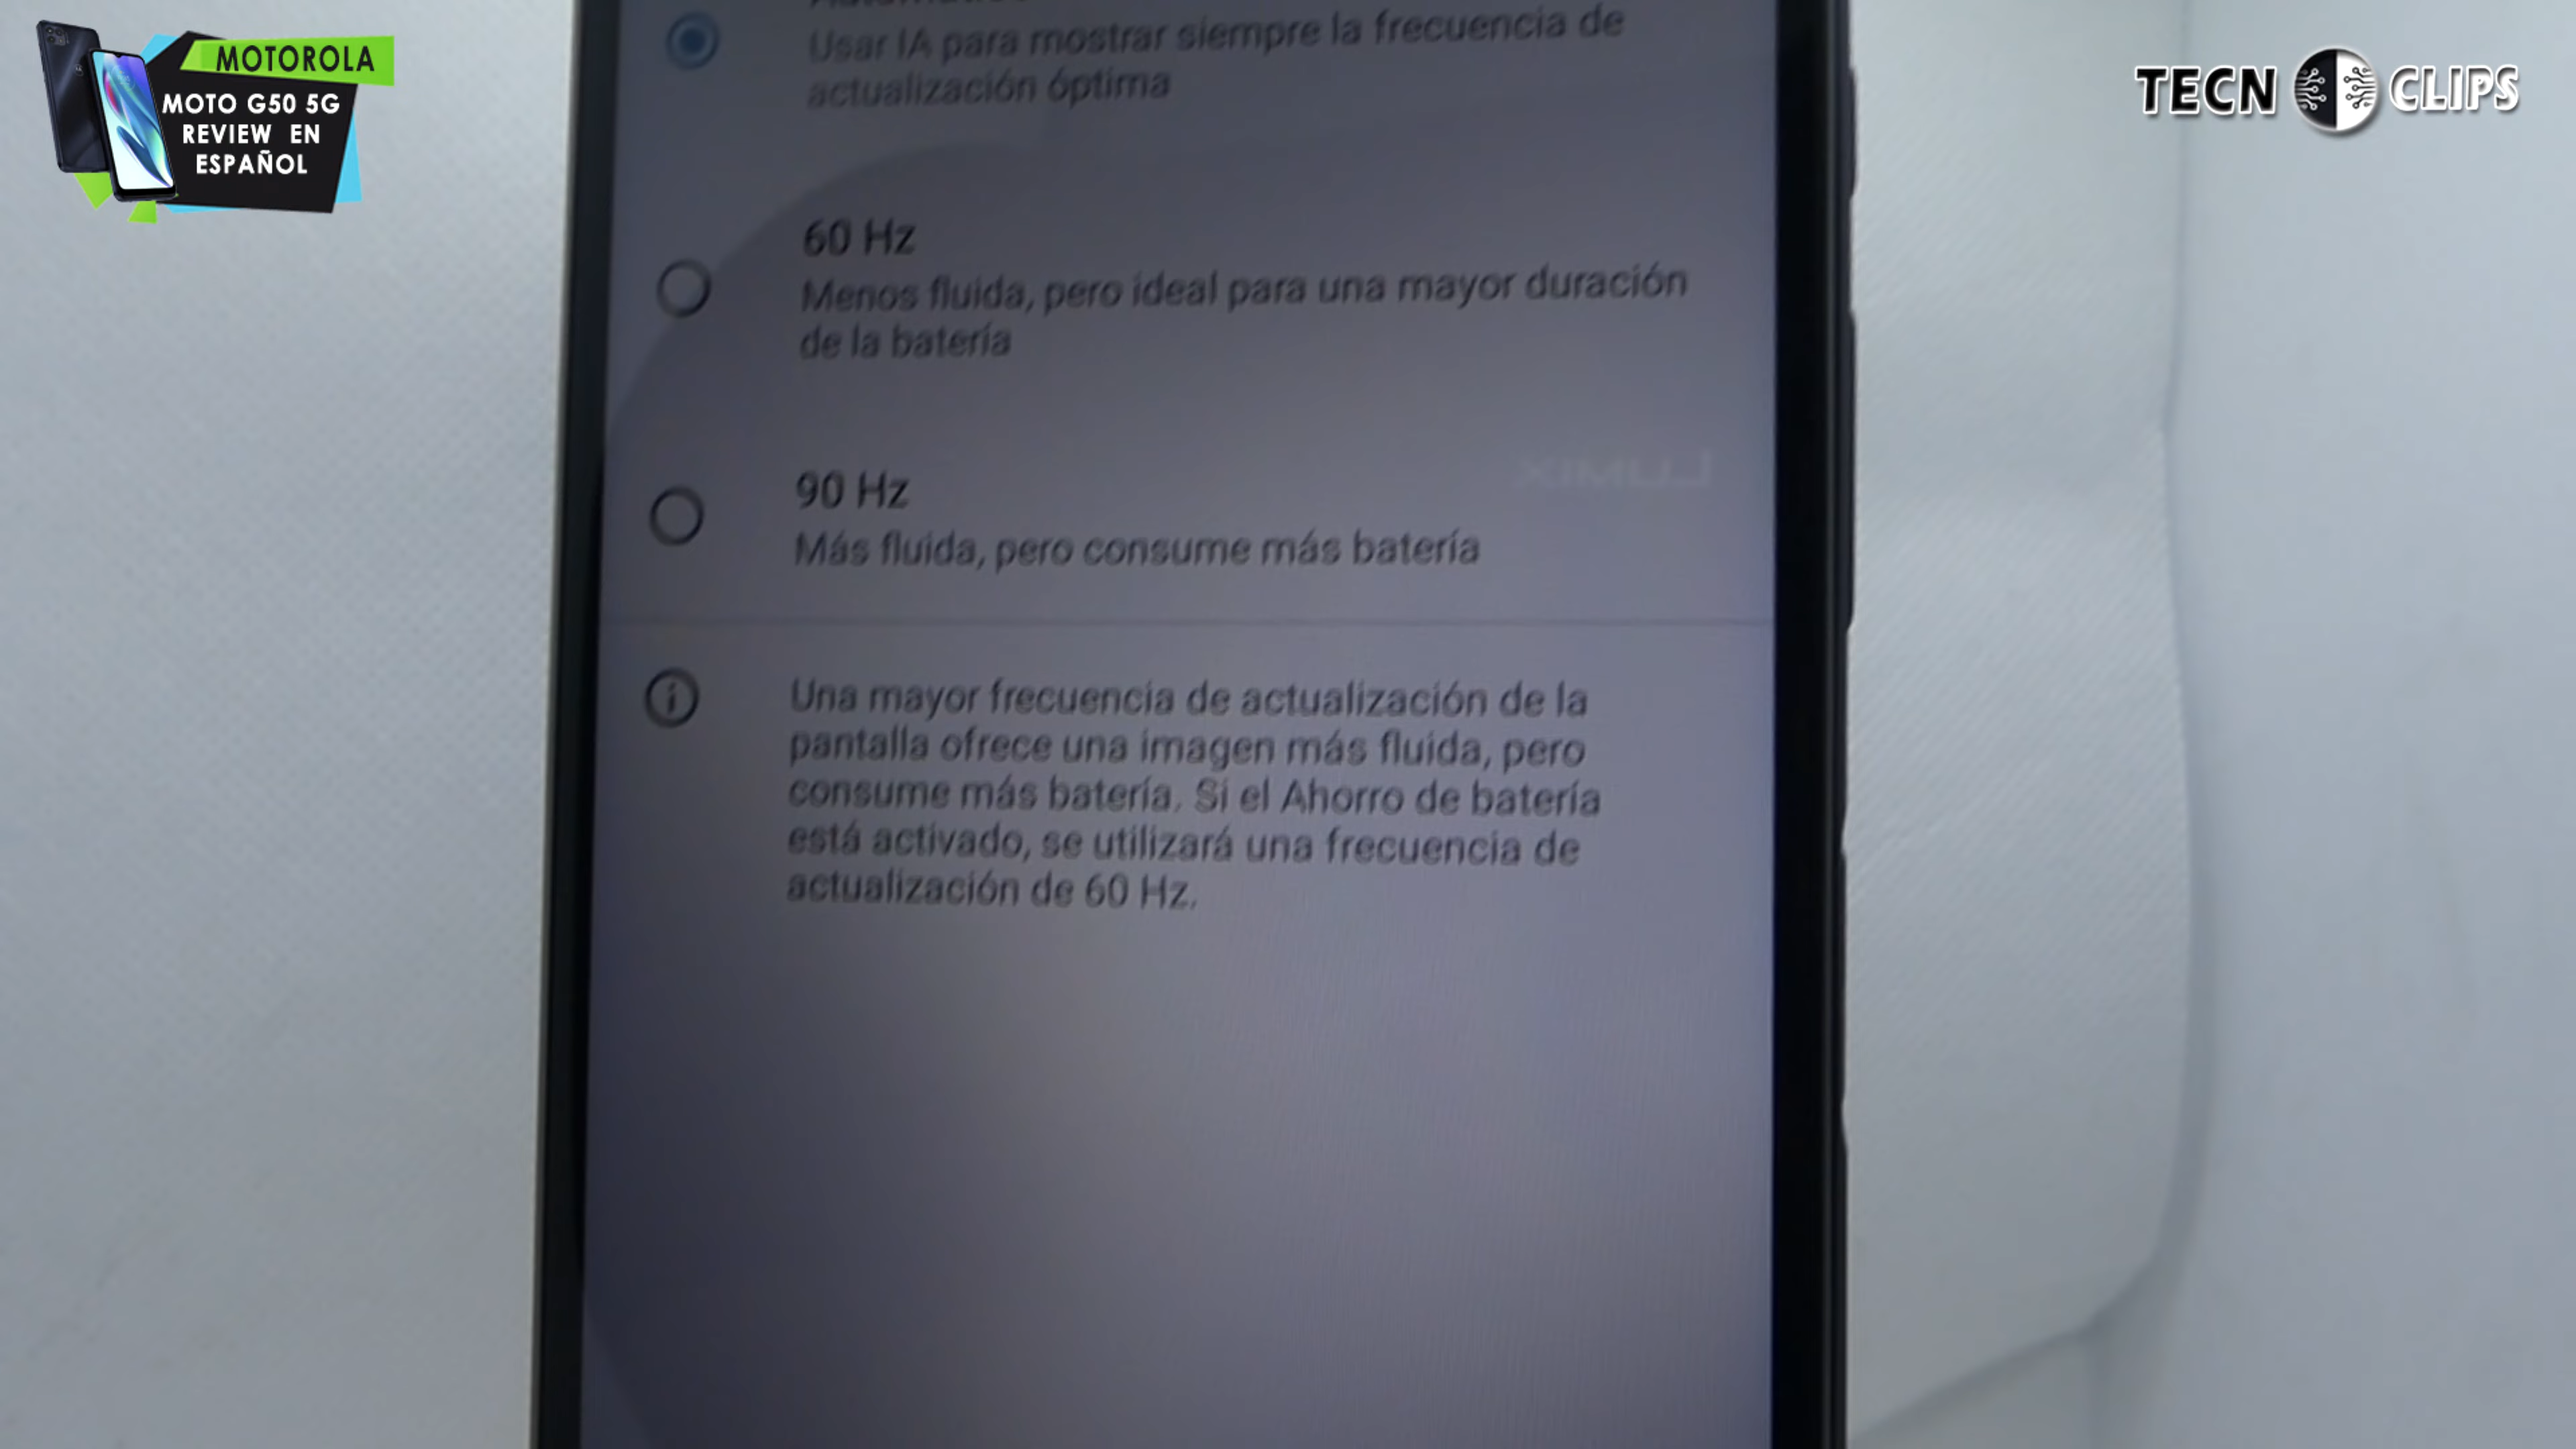 MOTOROLA
MOTO G50 5G
REVIEW EN
ESPAÑOL
TECN CLIPS
Usar IA para mostrar siempre la frecuencia de
actualización óptima
60 Hz
Menos fluida, pero ideal para una mayor duración
de la batería
LUMIX
90 Hz
Más fluida, pero consume más batería
Una mayor frecuencia de actualización de la
pantalla ofrece una imagen más fluida, pero
consume más batería. Si el Ahorro de batería
está activado, se utilizará una frecuencia de
actualización de 60 Hz.